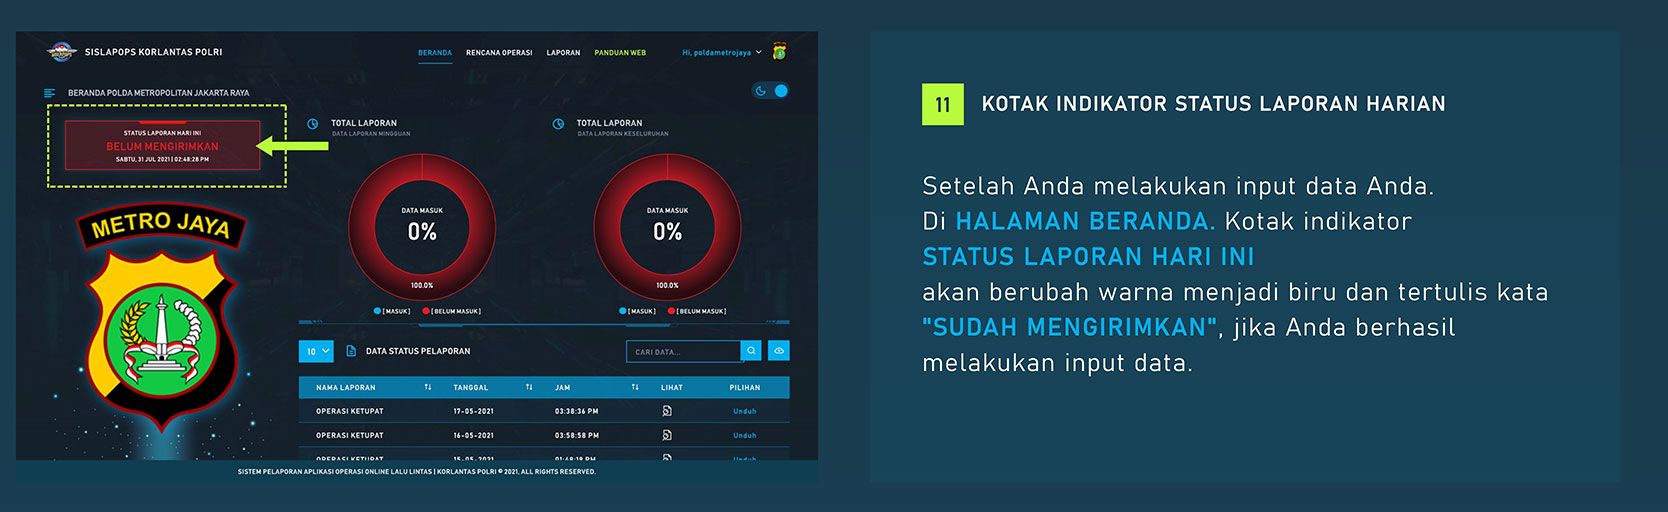 SISLAPOPS KORLANTAS POLRI
BERANDA
RENCANA OPERASI
LAPORAN
PANDUAN WEB
Hi, poldametrojaya
BERANDA POLDA METROPOLITAN JAKARTA RAYA
STATUS LAPORAN HARI INI
BELUM MENGIRIMKAN
SABTU, 31 JUL 2021 | 02:48:28 PM
METRO JAYA
TOTAL LAPORAN
DATA LAPORAN MINGGUAN
DATA MASUK
0%
100.0%
[ MASUK ] [ BELUM MASUK ]
TOTAL LAPORAN
DATA LAPORAN KESELURUHAN
DATA MASUK
0%
100.0%
[ MASUK ] [ BELUM MASUK ]
10
DATA STATUS PELAPORAN
CARI DATA...
NAMA LAPORAN TANGGAL JAM LIHAT PILIHAN
OPERASI KETUPAT 17-05-2021 03:38:36 PM Unduh
OPERASI KETUPAT 16-05-2021 03:58:58 PM Unduh
OPERASI KETUPAT 15-05-2021 Unduh
SISTEM PELAPORAN APLIKASI OPERASI ONLINE LALU LINTAS | KORLANTAS POLRI © 2021. ALL RIGHTS RESERVED.
11 KOTAK INDIKATOR STATUS LAPORAN HARIAN
Setelah Anda melakukan input data Anda.
Di HALAMAN BERANDA. Kotak indikator
STATUS LAPORAN HARI INI
akan berubah warna menjadi biru dan tertulis kata
"SUDAH MENGIRIMKAN", jika Anda berhasil
melakukan input data.